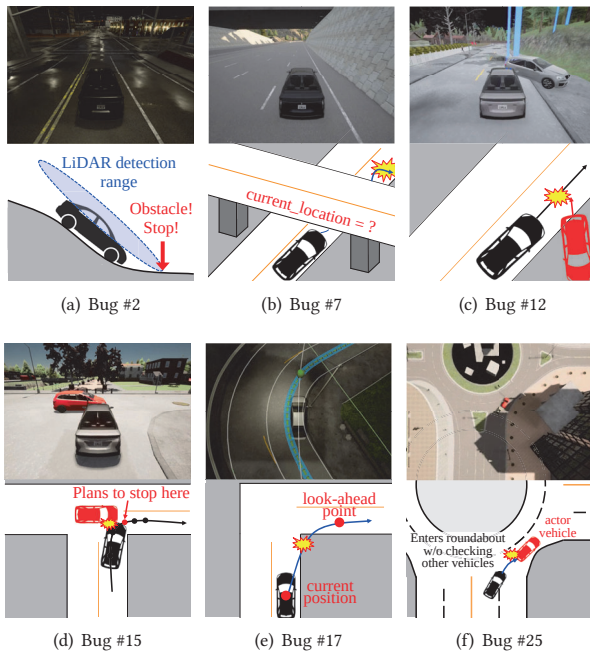 LiDAR detection
range
Obstacle!
Stop!
current_location = ?
(a) Bug #2
(b) Bug #7
(c) Bug #12
Plans to stop here
look-ahead
point
current
position
Enters roundabout
w/o checking
other vehicles
actor
vehicle
(d) Bug #15
(e) Bug #17
(f) Bug #25